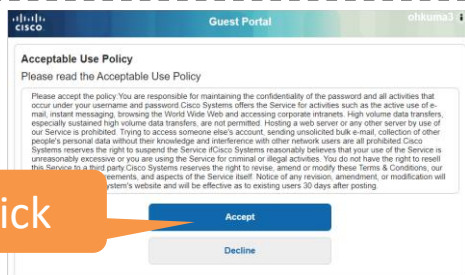 cisco
Guest Portal
ohkuma3
Acceptable Use Policy
Please read the Acceptable Use Policy
Please accept the policy:You are responsible for maintaining the confidentiality of the password and all activities that
occur under your username and password.Cisco Systems offers the Service for activities such as the active use of e-
mail, instant messaging, browsing the World Wide Web and accessing corporate intranets. High volume data transfers,
especially sustained high volume data transfers, are not permitted. Hosting a web server or any other server by use of
our Service is prohibited. Trying to access someone else's account, sending unsolicited bulk e-mail, collection of other
people's personal data without their knowledge and interference with other network users are all prohibited.Cisco
Systems reserves the right to suspend the Service ifCisco Systems reasonably believes that your use of the Service is
unreasonably excessive or you are using the Service for criminal or illegal activities. You do not have the right to resell
this Service to a third party.Cisco Systems reserves the right to revise, amend or modify these Terms & Conditions, our
eements, and aspects of the Service itself. Notice of any revision, amendment, or modification will
ystem's website and will be effective as to existing users 30 days after posting.
ick
Accept
Decline